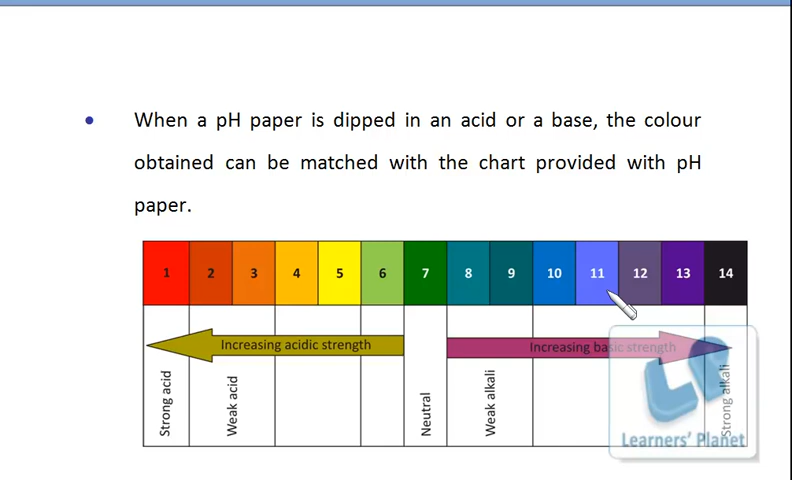 When a pH paper is dipped in an acid or a base, the colour
obtained can be matched with the chart provided with pH
paper.
1 2 3 4 5 6 7 8 9 10 11 12 13 14
Increasing acidic strength
Increasing basic strength
Strong acid
Weak acid
Neutral
Weak alkali
Strong alkali
Learners' Planet